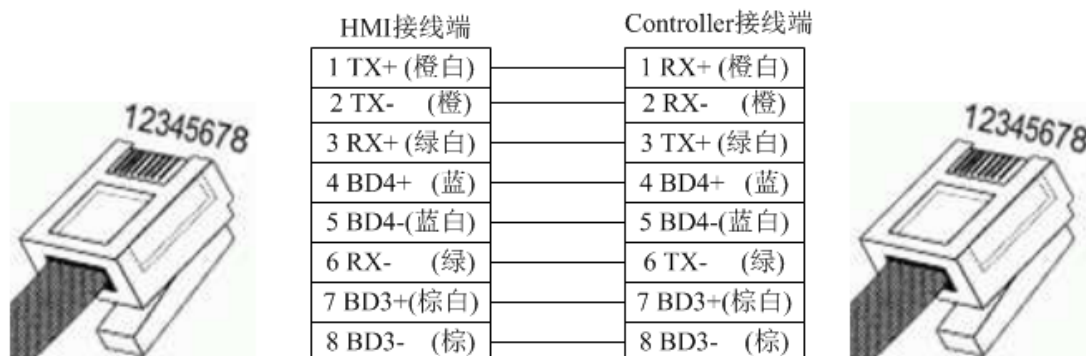 HMI接线端
Controller接线端
12345678
1 TX+ (橙白)
1 RX+ (橙白)
12345678
2 TX- (橙)
2 RX- (橙)
3 RX+ (绿白)
3 TX+ (绿白)
4 BD4+ (蓝)
4 BD4+ (蓝)
5 BD4-(蓝白)
5 BD4-(蓝白)
6 RX- (绿)
6 TX- (绿)
7 BD3+(棕白)
7 BD3+(棕白)
8 BD3- (棕)
8 BD3- (棕)